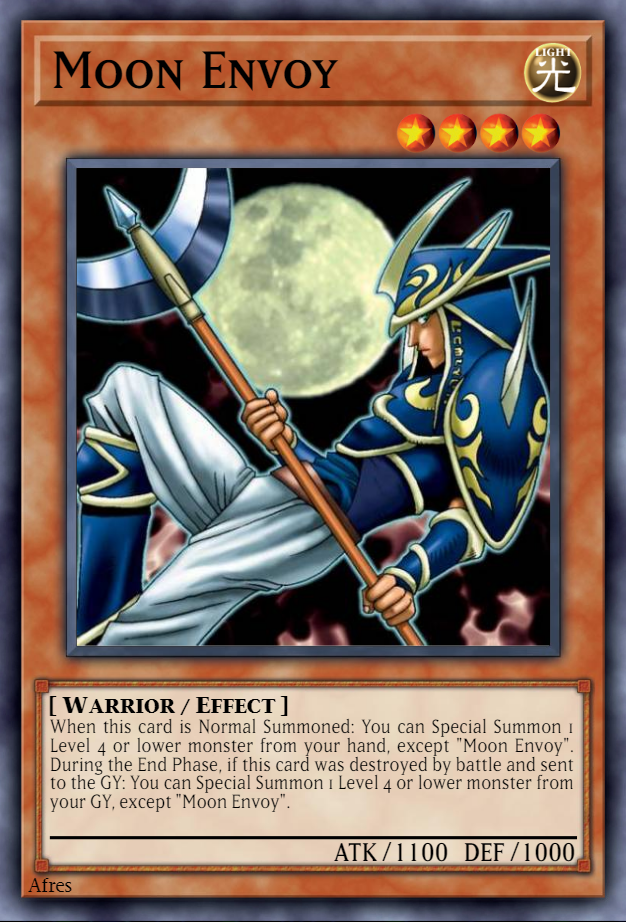 Moon Envoy
LIGHT
光
[ Warrior / Effect ]
When this card is Normal Summoned: You can Special Summon 1
Level 4 or lower monster from your hand, except "Moon Envoy".
During the End Phase, if this card was destroyed by battle and sent
to the GY: You can Special Summon 1 Level 4 or lower monster from
your GY, except "Moon Envoy".
ATK/1100 DEF/1000
Afres